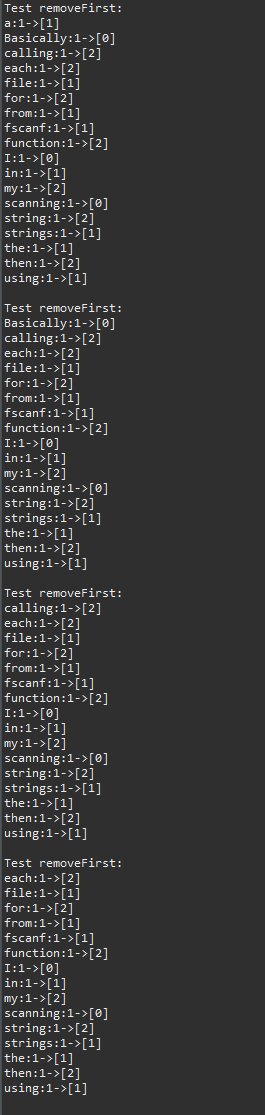 Test removeFirst:
a:1->[1]
Basically:1->[0]
calling:1->[2]
each:1->[2]
file:1->[1]
for:1->[2]
from:1->[1]
fscanf:1->[1]
function:1->[2]
I:1->[0]
in:1->[1]
my:1->[2]
scanning:1->[0]
string:1->[2]
strings:1->[1]
the:1->[1]
then:1->[2]
using:1->[1]

Test removeFirst:
Basically:1->[0]
calling:1->[2]
each:1->[2]
file:1->[1]
for:1->[2]
from:1->[1]
fscanf:1->[1]
function:1->[2]
I:1->[0]
in:1->[1]
my:1->[2]
scanning:1->[0]
string:1->[2]
strings:1->[1]
the:1->[1]
then:1->[2]
using:1->[1]

Test removeFirst:
calling:1->[2]
each:1->[2]
file:1->[1]
for:1->[2]
from:1->[1]
fscanf:1->[1]
function:1->[2]
I:1->[0]
in:1->[1]
my:1->[2]
scanning:1->[0]
string:1->[2]
strings:1->[1]
the:1->[1]
then:1->[2]
using:1->[1]

Test removeFirst:
each:1->[2]
file:1->[1]
for:1->[2]
from:1->[1]
fscanf:1->[1]
function:1->[2]
I:1->[0]
in:1->[1]
my:1->[2]
scanning:1->[0]
string:1->[2]
strings:1->[1]
the:1->[1]
then:1->[2]
using:1->[1]